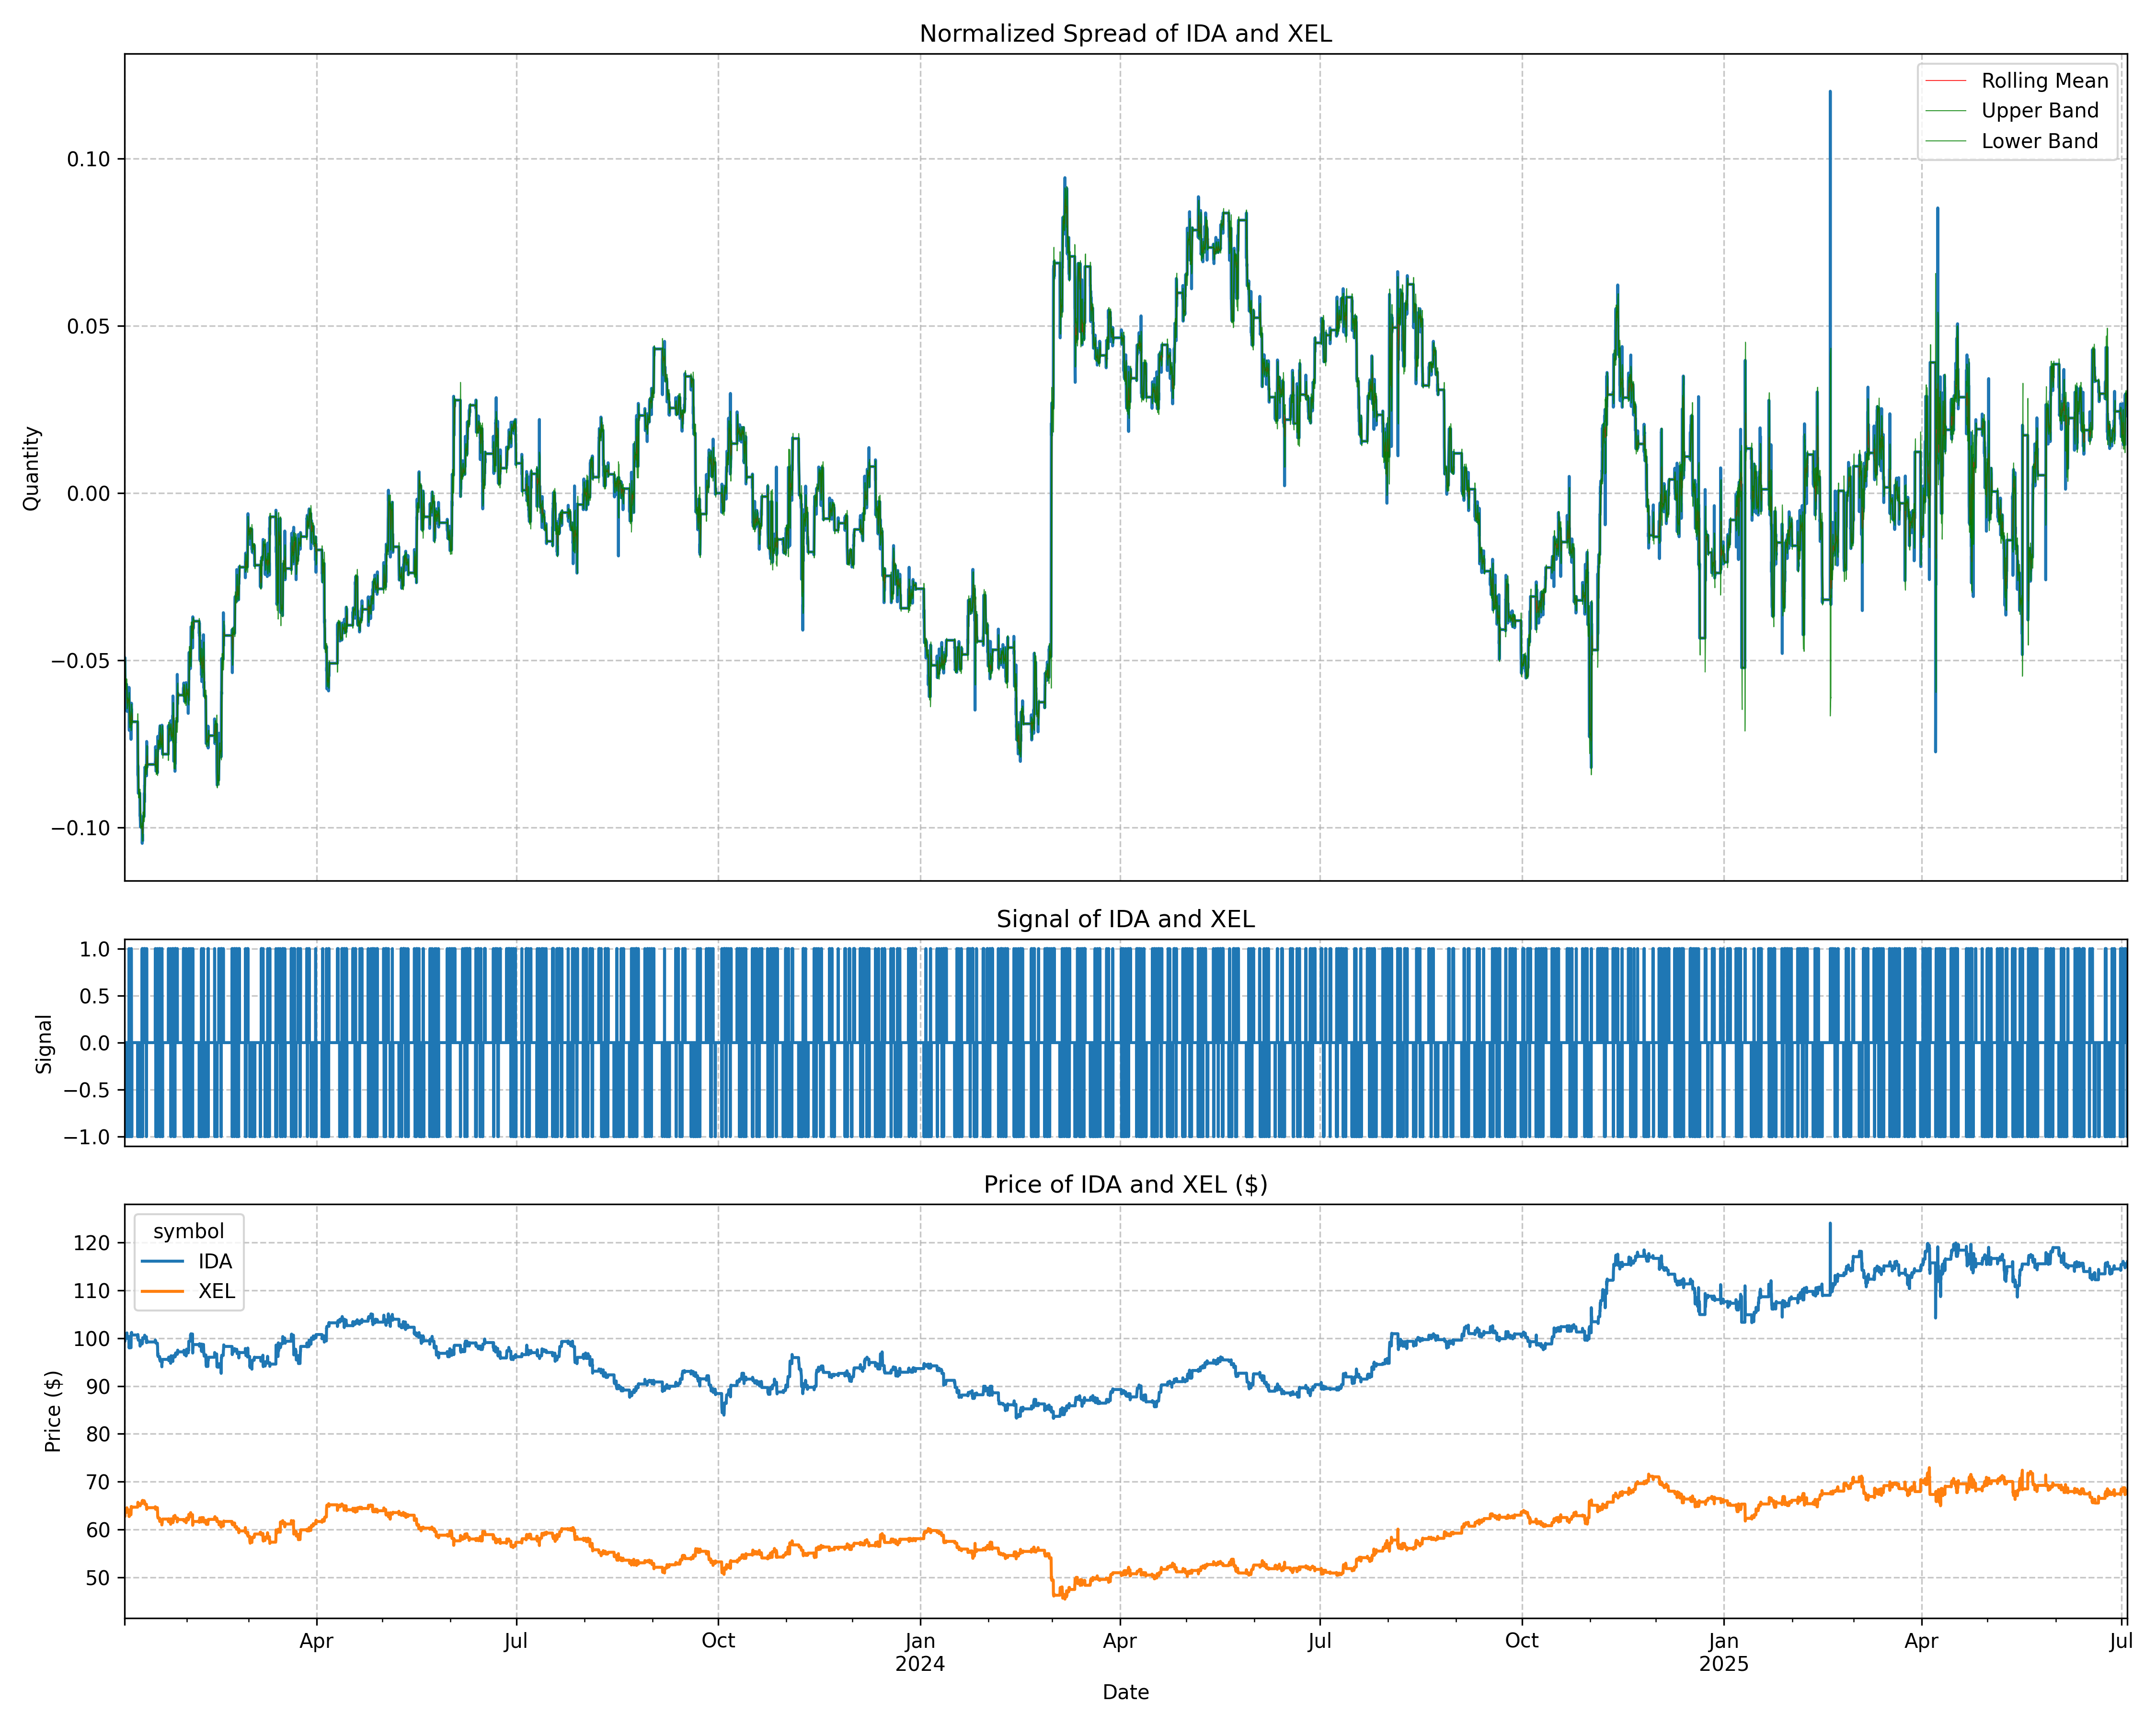 Normalized Spread of IDA and XEL
Rolling Mean
Upper Band
Lower Band
0.10
0.05
0.00
−0.05
−0.10
Quantity
Signal of IDA and XEL
1.0
0.5
0.0
−0.5
−1.0
Signal
Price of IDA and XEL ($)
symbol
IDA
XEL
120
110
100
90
80
70
60
50
Price ($)
Apr Jul Oct Jan Apr Jul Oct Jan Apr Jul
2024 2025
Date